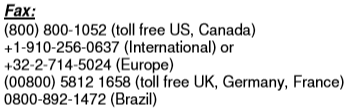 Fax:
(800) 800-1052 (toll free US, Canada)
+1-910-256-0637 (International) or
+32-2-714-5024 (Europe)
(00800) 5812 1658 (toll free UK, Germany, France)
0800-892-1472 (Brazil)